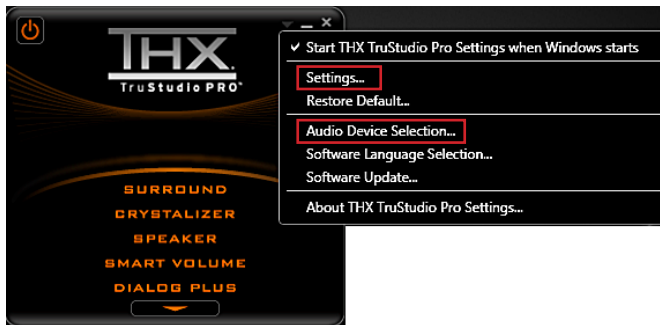 THX
TruStudio PRO
SURROUND
CRYSTALIZER
SPEAKER
SMART VOLUME
DIALOG PLUS
✓ Start THX TruStudio Pro Settings when Windows starts
Settings...
Restore Default...
Audio Device Selection...
Software Language Selection...
Software Update...
About THX TruStudio Pro Settings...